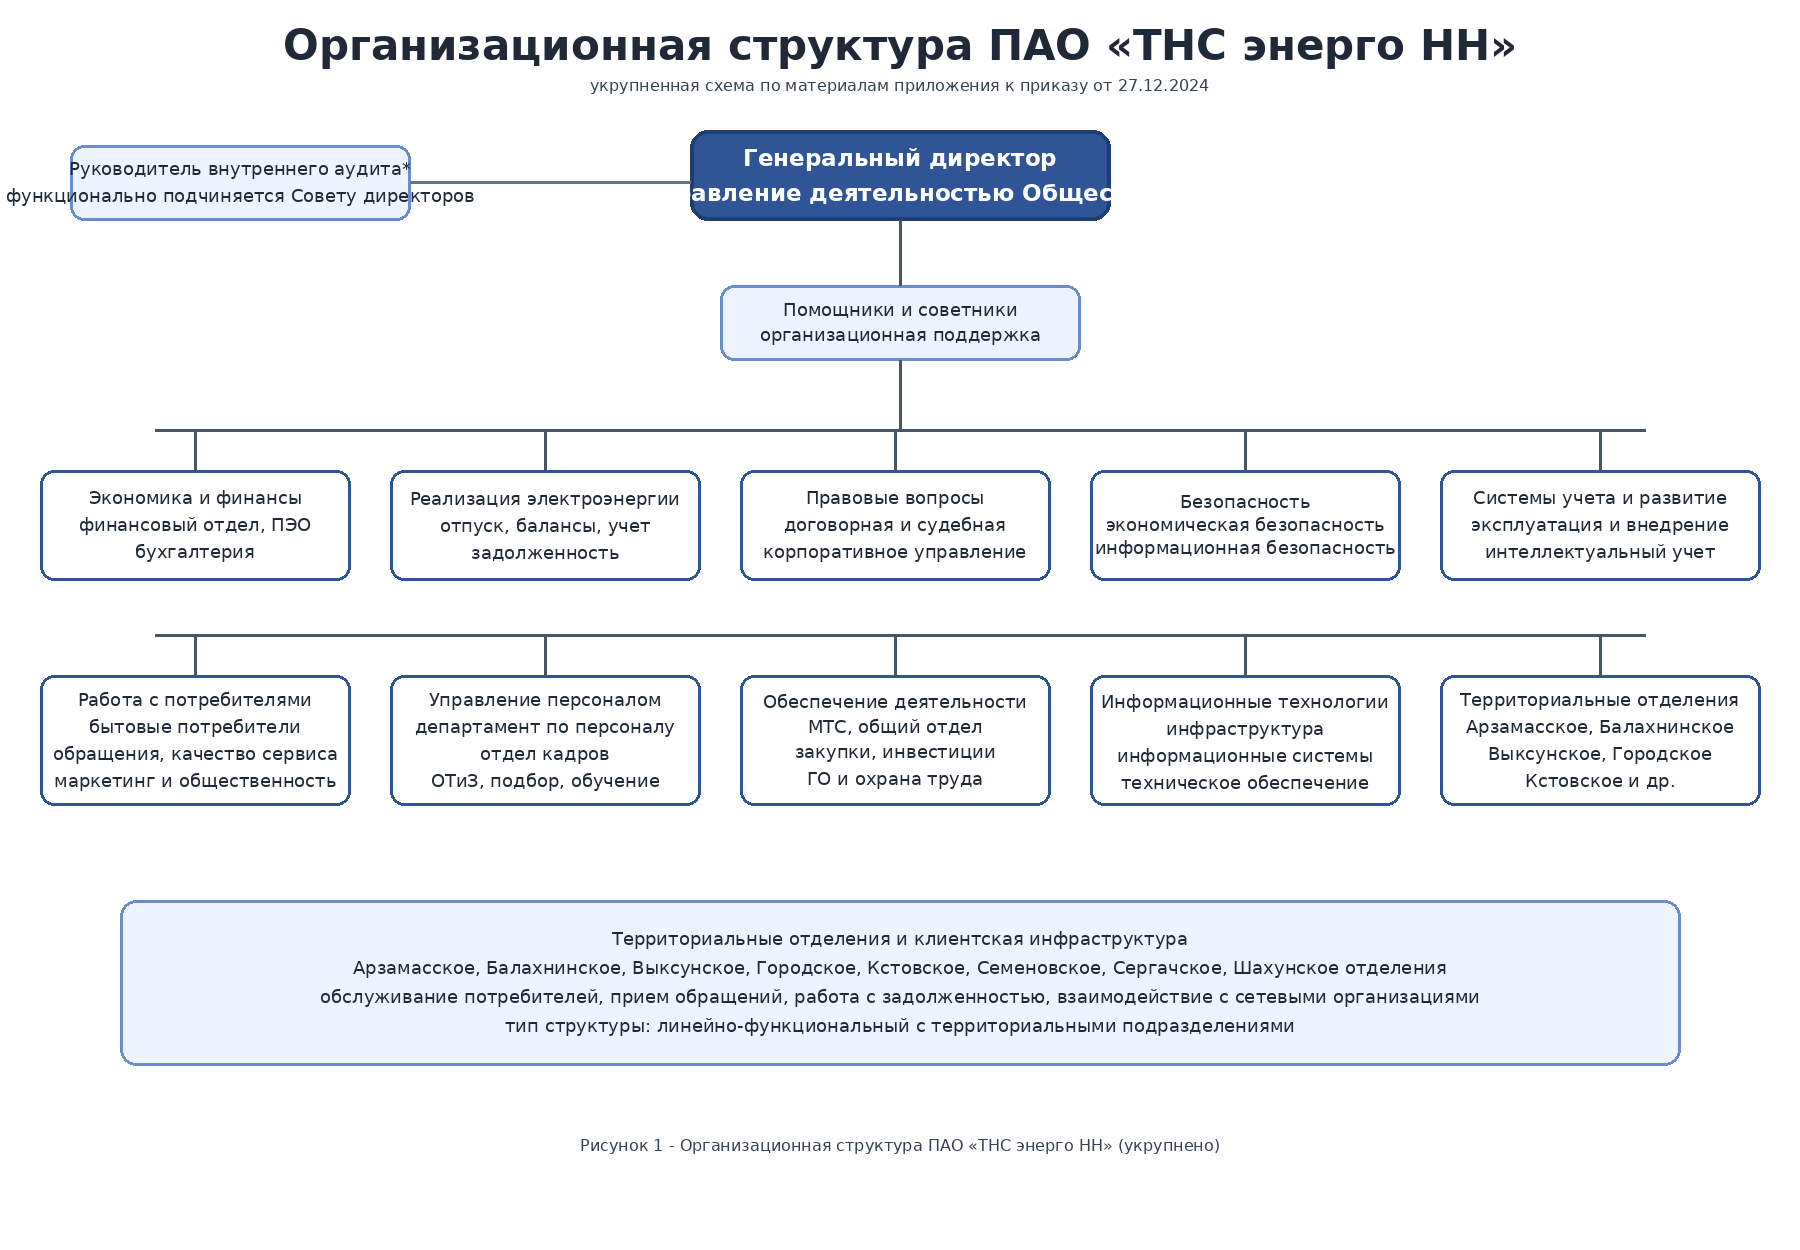 Организационная структура ПАО «ТНС энерго НН»
укрупненная схема по материалам приложения к приказу от 27.12.2024
Руководитель внутреннего аудита*
функционально подчиняется Совету директоров
Генеральный директор
авление деятельностью Общес
Помощники и советники
организационная поддержка
Экономика и финансы
финансовый отдел, ПЭО
бухгалтерия
Реализация электроэнергии
отпуск, балансы, учет
задолженность
Правовые вопросы
договорная и судебная
корпоративное управление
Безопасность
экономическая безопасность
информационная безопасность
Системы учета и развитие
эксплуатация и внедрение
интеллектуальный учет
Работа с потребителями
бытовые потребители
обращения, качество сервиса
маркетинг и общественность
Управление персоналом
департамент по персоналу
отдел кадров
ОТиЗ, подбор, обучение
Обеспечение деятельности
МТС, общий отдел
закупки, инвестиции
ГО и охрана труда
Информационные технологии
инфраструктура
информационные системы
техническое обеспечение
Территориальные отделения
Арзамасское, Балахнинское
Выксунское, Городское
Кстовское и др.
Территориальные отделения и клиентская инфраструктура
Арзамасское, Балахнинское, Выксунское, Городское, Кстовское, Семеновское, Сергачское, Шахунское отделения
обслуживание потребителей, прием обращений, работа с задолженностью, взаимодействие с сетевыми организациями
тип структуры: линейно-функциональный с территориальными подразделениями
Рисунок 1 - Организационная структура ПАО «ТНС энерго НН» (укрупнено)